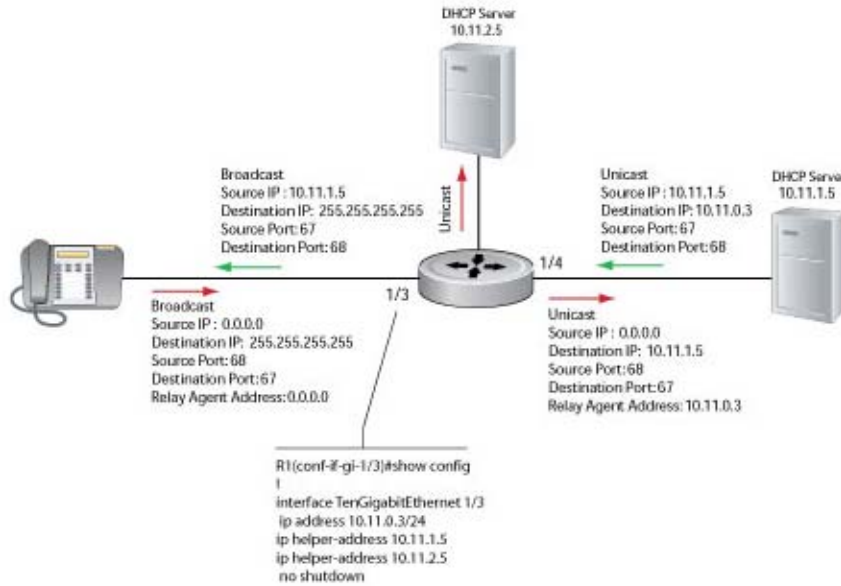 DHCP Server
10.11.2.5
Broadcast
Source IP : 10.11.1.5
Destination IP: 255.255.255.255
Source Port: 67
Destination Port: 68
Unicast
Unicast
Source IP : 10.11.1.5
Destination IP: 10.11.0.3
Source Port: 67
Destination Port: 68
DHCP Server
10.11.1.5
1/4
1/3
Broadcast
Source IP : 0.0.0.0
Destination IP: 255.255.255.255
Source Port: 68
Destination Port: 67
Relay Agent Address: 0.0.0.0
Unicast
Source IP : 0.0.0.0
Destination IP: 10.11.1.5
Source Port: 68
Destination Port: 67
Relay Agent Address: 10.11.0.3
R1(conf-if-gi-1/3)#show config
!
interface TenGigabitEthernet 1/3
ip address 10.11.0.3/24
ip helper-address 10.11.1.5
ip helper-address 10.11.2.5
no shutdown